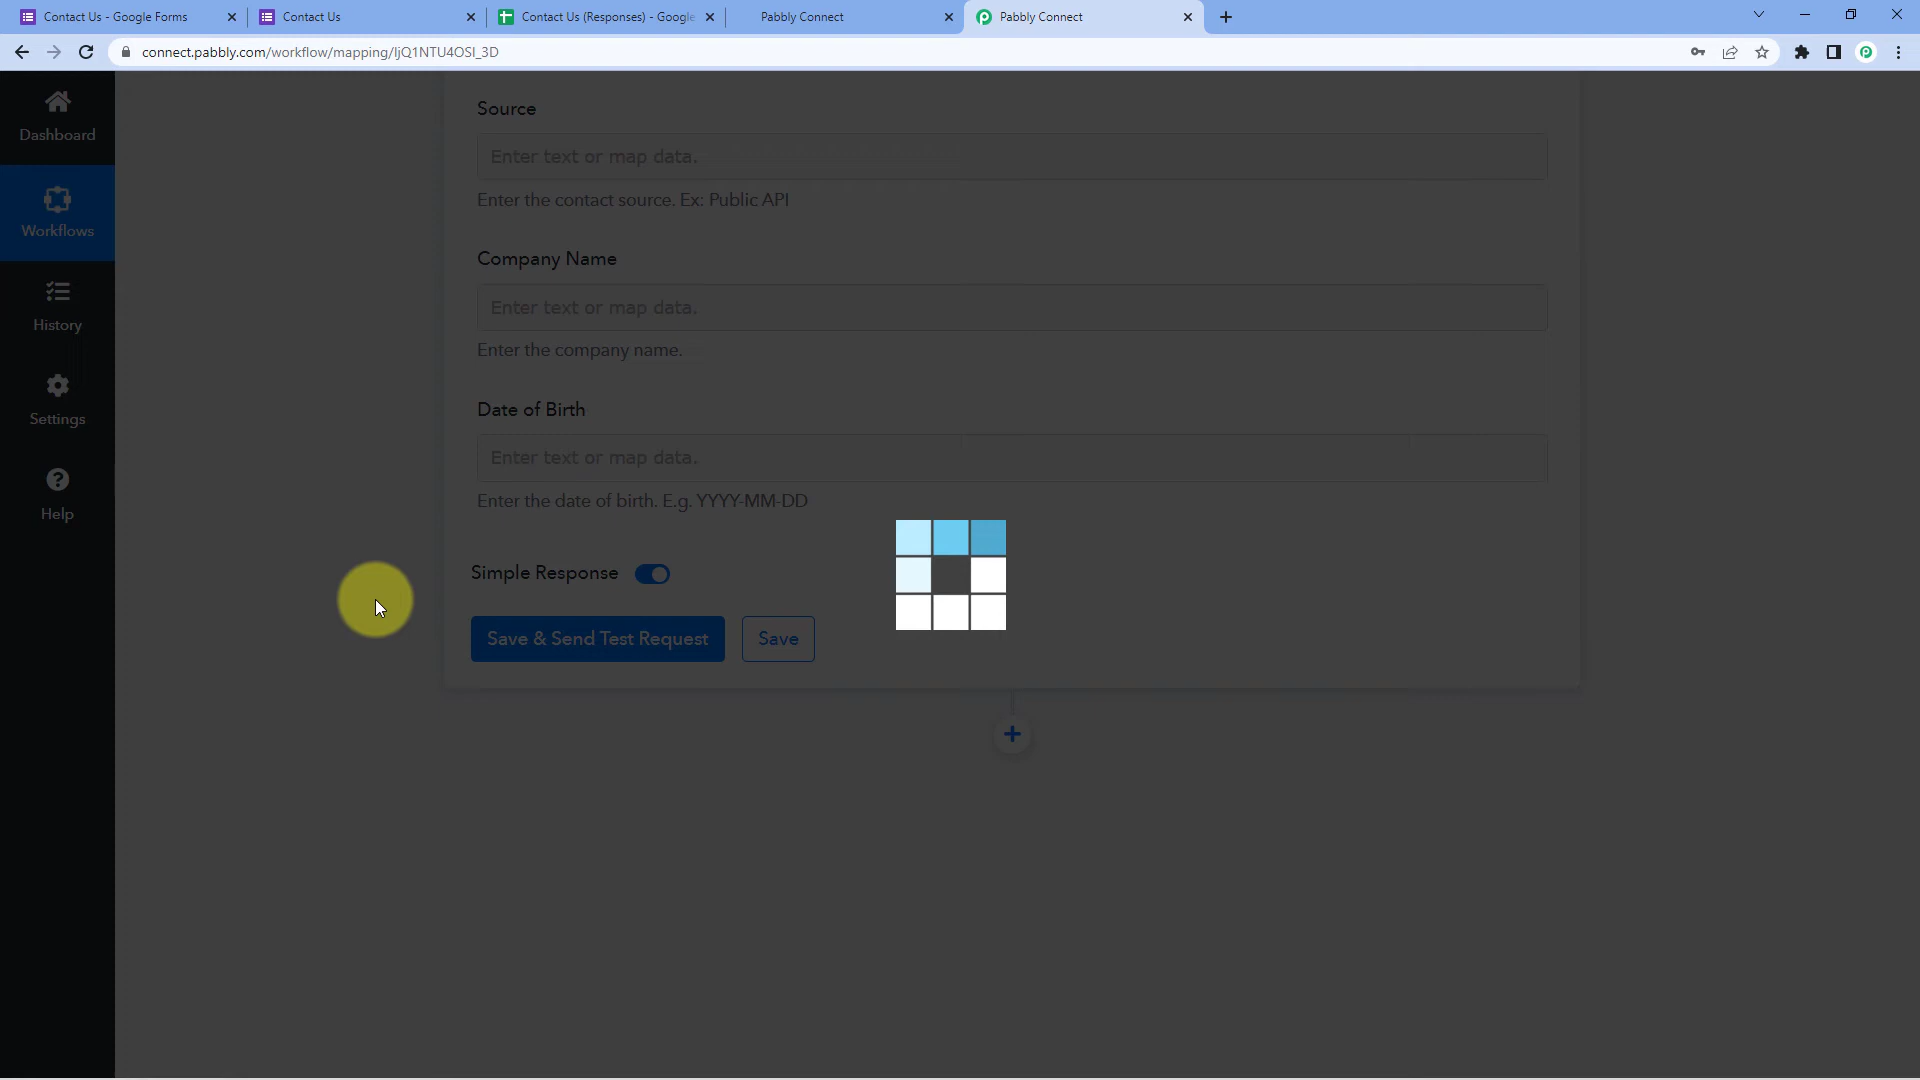 Contact Us - Google Forms
Contact Us
Contact Us (Responses) - Google
Pabbly Connect
Pabbly Connect
connect.pabbly.com/workflow/mapping/IjQ1NTU4OSI_3D
Dashboard
Workflows
History
Settings
Help
Source
Enter text or map data.
Enter the contact source. Ex: Public API
Company Name
Enter text or map data.
Enter the company name.
Date of Birth
Enter text or map data.
Enter the date of birth. E.g. YYYY-MM-DD
Simple Response
Save & Send Test Request
Save